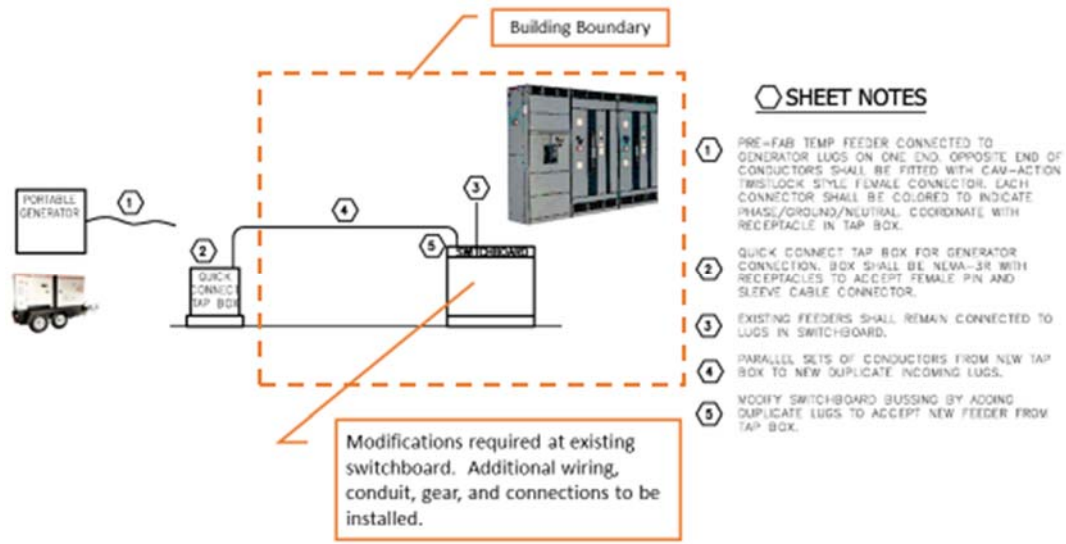 Building Boundary
SHEET NOTES
1
PRE-FAB TEMP FEEDER CONNECTED TO
GENERATOR LUGS ON ONE END. OPPOSITE END OF
CONDUCTORS SHALL BE FITTED WITH CAM-ACTION
TWISTLOCK STYLE FEMALE CONNECTOR. EACH
CONNECTOR SHALL BE COLORED TO INDICATE
PHASE/GROUND/NEUTRAL. COORDINATE WITH
RECEPTACLE IN TAP BOX.
2
QUICK CONNECT TAP BOX FOR GENERATOR
CONNECTION. BOX SHALL BE NEMA-3R WITH
RECEPTACLES TO ACCEPT FEMALE PIN AND
SLEEVE CABLE CONNECTOR.
3
EXISTING FEEDERS SHALL REMAIN CONNECTED TO
LUGS IN SWITCHBOARD.
4
PARALLEL SETS OF CONDUCTORS FROM NEW TAP
BOX TO NEW DUPLICATE INCOMING LUGS.
5
MODIFY SWITCHBOARD BUSSING BY ADDING
DUPLICATE LUGS TO ACCEPT NEW FEEDER FROM
TAP BOX.
PORTABLE
GENERATOR
1
2
QUICK
CONNECT
TAP BOX
4
3
5
SWITCHBOARD
Modifications required at existing
switchboard. Additional wiring,
conduit, gear, and connections to be
installed.